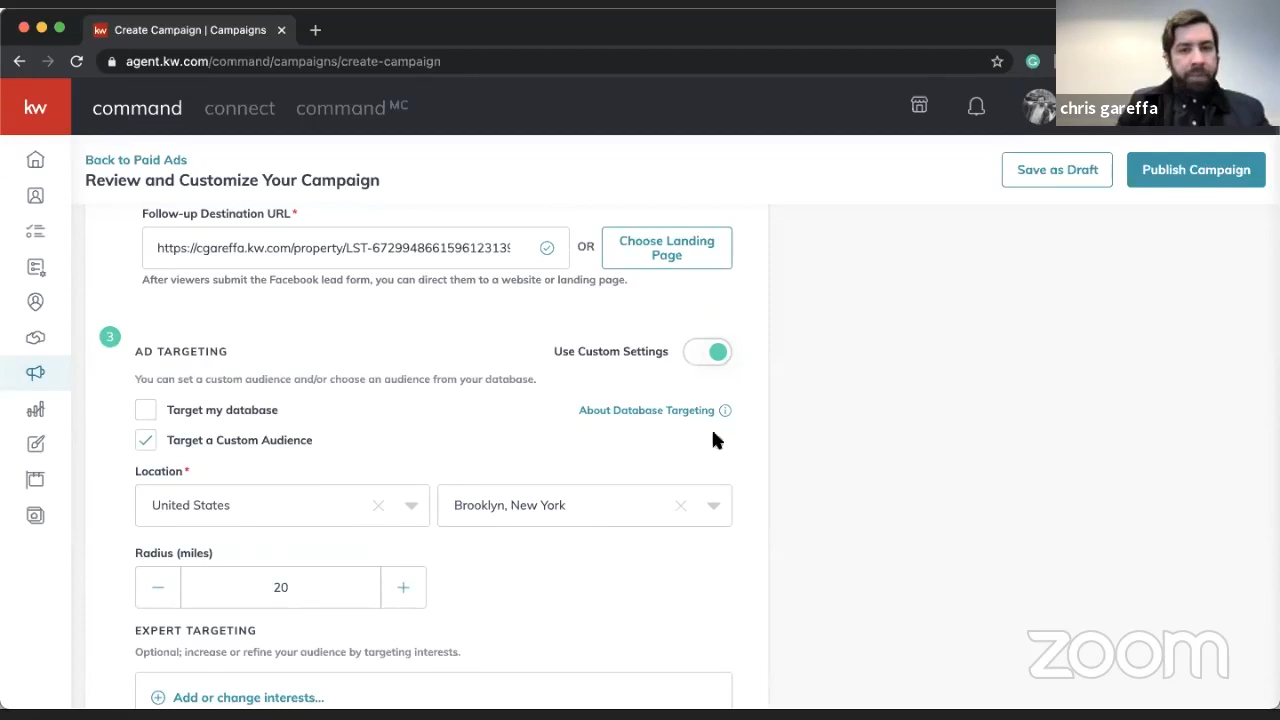 kw Create Campaign | Campaigns
agent.kw.com/command/campaigns/create-campaign
kw command connect command MC
chris gareffa
Back to Paid Ads
Review and Customize Your Campaign
Save as Draft
Publish Campaign
Follow-up Destination URL*
https://cgareffa.kw.com/property/LST-6729948661596123139
OR
Choose Landing
Page
After viewers submit the Facebook lead form, you can direct them to a website or landing page.
3
AD TARGETING
Use Custom Settings
You can set a custom audience and/or choose an audience from your database.
Target my database
About Database Targeting
Target a Custom Audience
Location*
United States
Brooklyn, New York
Radius (miles)
20
EXPERT TARGETING
Optional; increase or refine your audience by targeting interests.
Add or change interests...
zoom